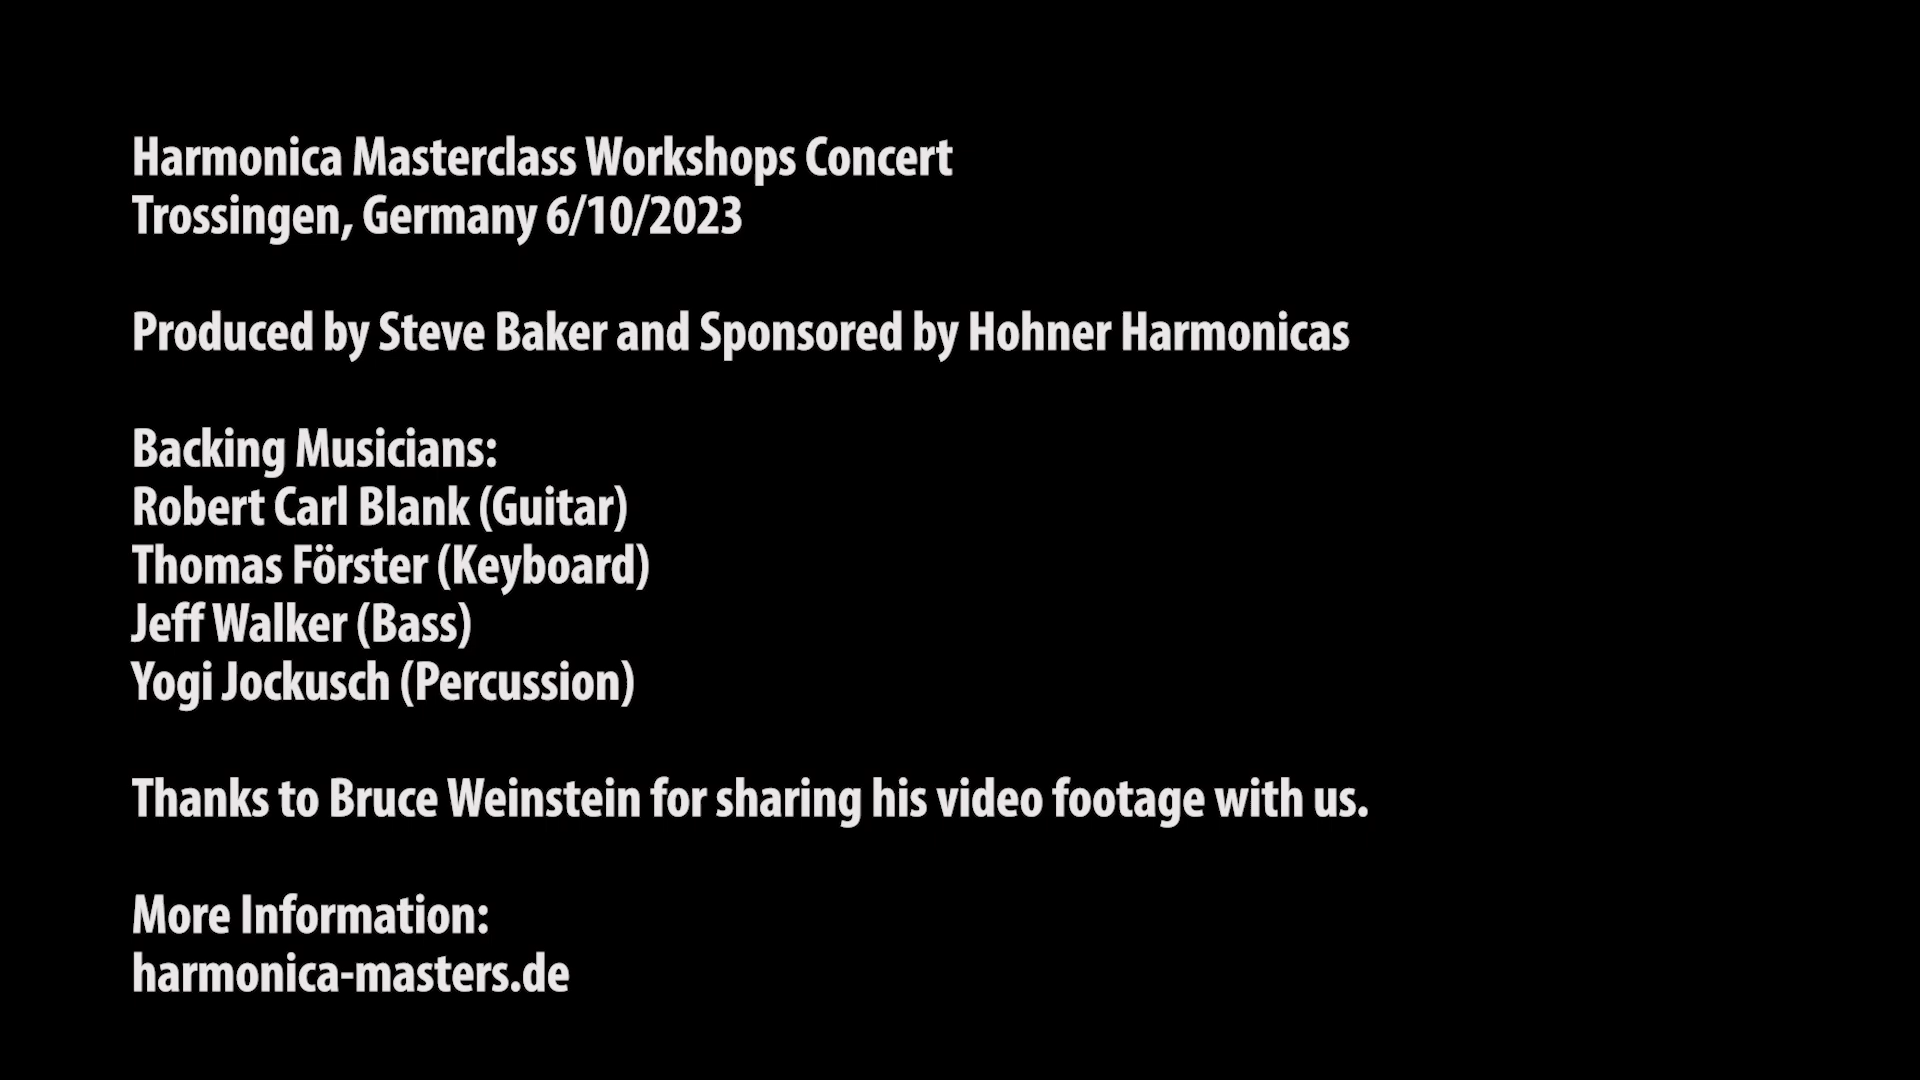 Harmonica Masterclass Workshops Concert
Trossingen, Germany 6/10/2023
Produced by Steve Baker and Sponsored by Hohner Harmonicas
Backing Musicians:
Robert Carl Blank (Guitar)
Thomas Förster (Keyboard)
Jeff Walker (Bass)
Yogi Jockusch (Percussion)
Thanks to Bruce Weinstein for sharing his video footage with us.
More Information:
harmonica-masters.de